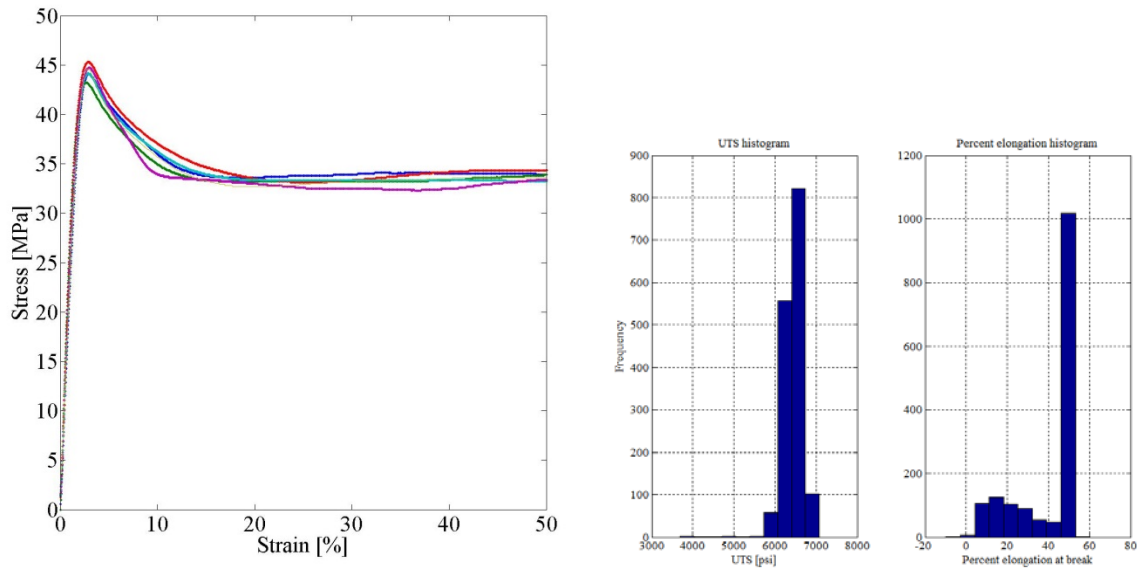 50
45
40
35
30
25
20
15
10
5
0
Stress [MPa]
0 10 20 30 40 50
Strain [%]
UTS histogram
900
800
700
600
500
400
300
200
100
0
Frequency
3000 4000 5000 6000 7000 8000
UTS [psi]
Percent elongation histogram
1200
1000
800
600
400
200
0
-20 0 20 40 60 80
Percent elongation at break